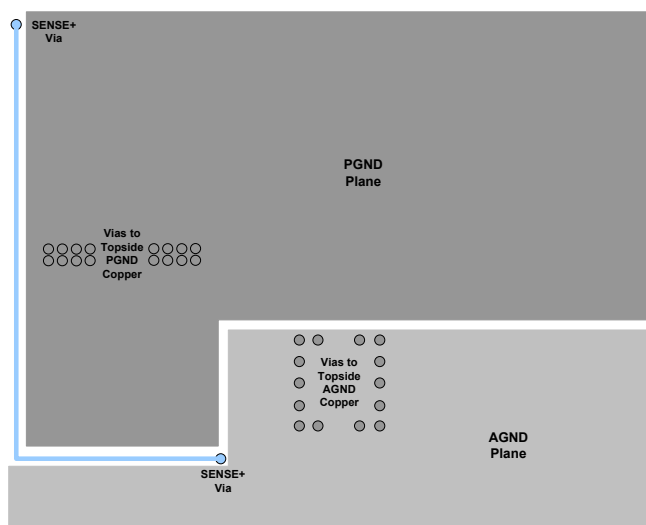 SENSE+
Via
PGND
Plane
Vias to
Topside
PGND
Copper
Vias to
Topside
AGND
Copper
AGND
Plane
SENSE+
Via